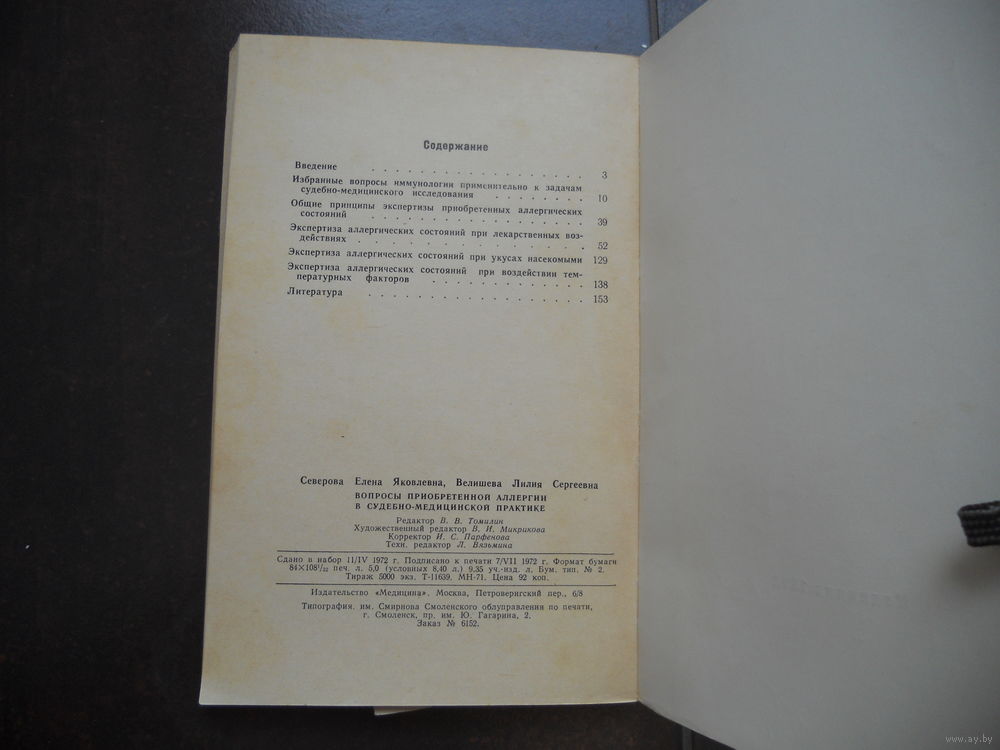 Содержание
Введение . . . . . . . . . . . . . . . . . 3
Избранные вопросы иммунологии применительно к задачам
судебно-медицинского исследования . . . . . . . 10
Общие принципы экспертизы приобретенных аллергических
состояний . . . . . . . . . . . . . . . . . 39
Экспертиза аллергических состояний при лекарственных воз-
действиях . . . . . . . . . . . . . . . . . 52
Экспертиза аллергических состояний при укусах насекомыми 129
Экспертиза аллергических состояний при воздействии тем-
пературных факторов . . . . . . . . . . . . 138
Литература . . . . . . . . . . . . . . . . . 153
Северова Елена Яковлевна, Велишева Лилия Сергеевна
ВОПРОСЫ ПРИОБРЕТЕННОЙ АЛЛЕРГИИ
В СУДЕБНО-МЕДИЦИНСКОЙ ПРАКТИКЕ
Редактор В. В. Томилин
Художественный редактор В. И. Микрикова
Корректор И. С. Парфенова
Техн. редактор Л. Вязьмина
Сдано в набор 11/IV 1972 г. Подписано к печати 7/VII 1972 г. Формат бумаги
84×108¹/₃₂ печ. л. 5,0 (условных 8,40 л.) 9,35 уч.-изд. л. Бум. тип. № 2.
Тираж 5000 экз. Т-11639. МН-71. Цена 92 коп.
Издательство «Медицина». Москва, Петроверигский пер., 6/8
Типография. им. Смирнова Смоленского облуправления по печати,
г. Смоленск, пр. им. Ю. Гагарина, 2.
Заказ № 6152.
www.ay.by